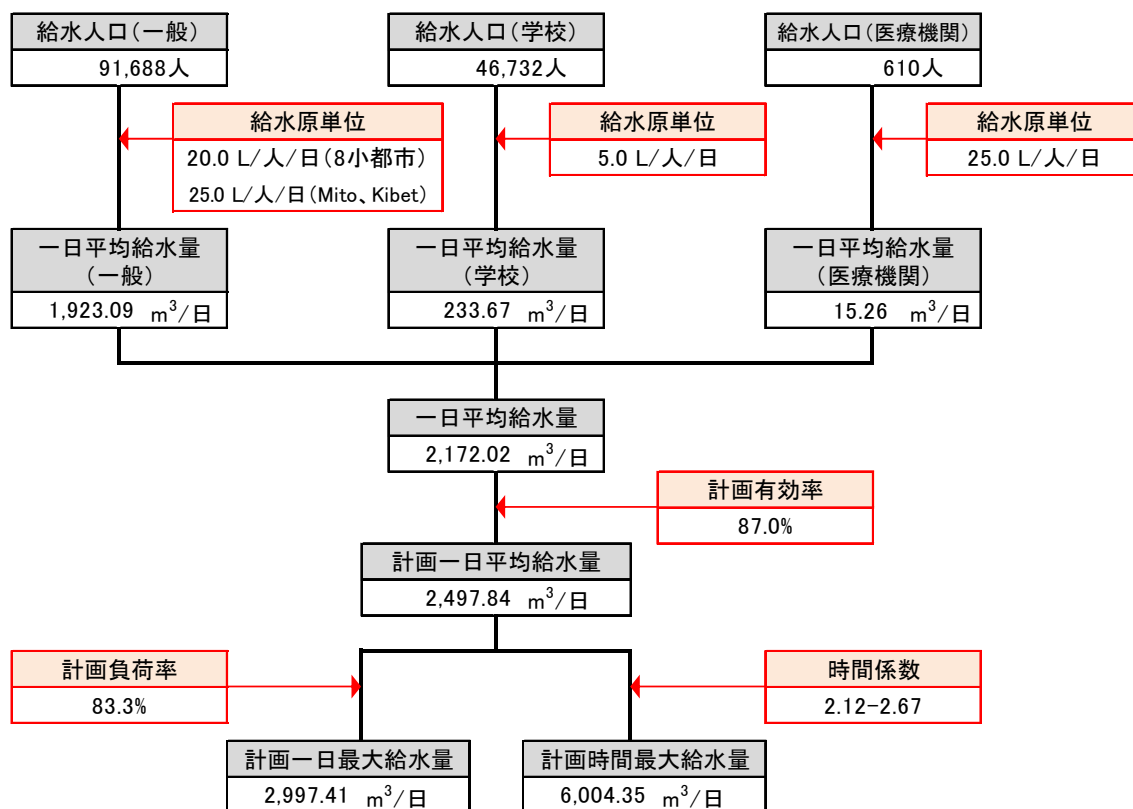 給水人口(一般)
91,688人
給水人口(学校)
46,732人
給水人口(医療機関)
610人
給水原単位
20.0 L/人/日(8小都市)
25.0 L/人/日(Mito、Kibet)
給水原単位
5.0 L/人/日
給水原単位
25.0 L/人/日
一日平均給水量
(一般)
1,923.09 m³/日
一日平均給水量
(学校)
233.67 m³/日
一日平均給水量
(医療機関)
15.26 m³/日
一日平均給水量
2,172.02 m³/日
計画有効率
87.0%
計画一日平均給水量
2,497.84 m³/日
計画負荷率
83.3%
時間係数
2.12-2.67
計画一日最大給水量
2,997.41 m³/日
計画時間最大給水量
6,004.35 m³/日